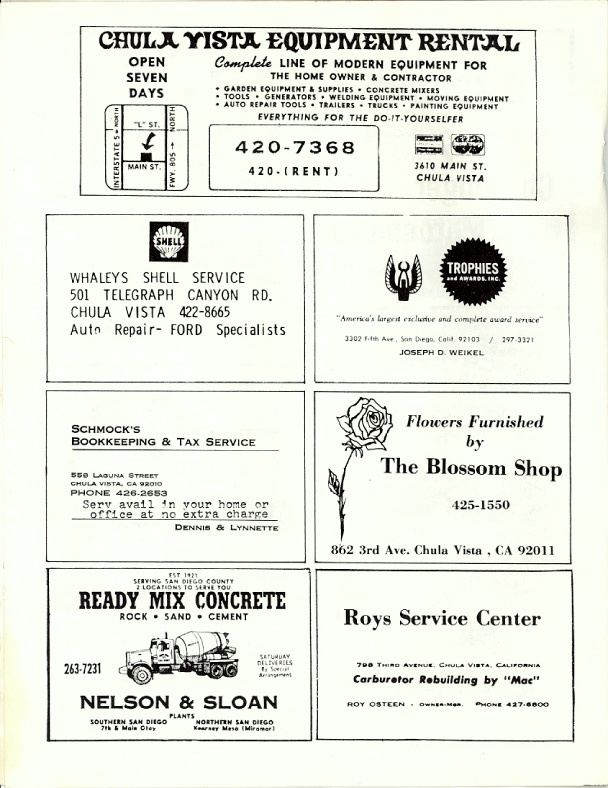 CHULA VISTA EQUIPMENT RENTAL
OPEN
SEVEN
DAYS
Complete LINE OF MODERN EQUIPMENT FOR
THE HOME OWNER & CONTRACTOR
• GARDEN EQUIPMENT & SUPPLIES • CONCRETE MIXERS
• TOOLS • GENERATORS • WELDING EQUIPMENT • MOVING EQUIPMENT
• AUTO REPAIR TOOLS • TRAILERS • TRUCKS • PAINTING EQUIPMENT
EVERYTHING FOR THE DO-IT-YOURSELFER
INTERSTATE 5 → NORTH
"L" ST.
MAIN ST.
FWY. 805 → NORTH
420-7368
420-(RENT)
3610 MAIN ST.
CHULA VISTA
SHELL
WHALEYS SHELL SERVICE
501 TELEGRAPH CANYON RD.
CHULA VISTA 422-8665
Auto Repair- FORD Specialists
TROPHIES
and AWARDS, INC.
"America's largest exclusive and complete award service"
3302 Fifth Ave., San Diego, Calif. 92103 / 297-3321
JOSEPH D. WEIKEL
SCHMOCK'S
BOOKKEEPING & TAX SERVICE
559 LAGUNA STREET
CHULA VISTA, CA 92010
PHONE 426-2653
Serv avail in your home or
office at no extra charge
DENNIS & LYNNETTE
Flowers Furnished
by
The Blossom Shop
425-1550
862 3rd Ave. Chula Vista , CA 92011
EST 1921
SERVING SAN DIEGO COUNTY
2 LOCATIONS TO SERVE YOU
READY MIX CONCRETE
ROCK • SAND • CEMENT
263-7231
SATURDAY
DELIVERIES
By Special
Arrangement
NELSON & SLOAN
PLANTS
SOUTHERN SAN DIEGO
7th & Main Otay
NORTHERN SAN DIEGO
Kearney Mesa (Miramar)
Roys Service Center
798 THIRD AVENUE, CHULA VISTA, CALIFORNIA
Carburetor Rebuilding by "Mac"
ROY OSTEEN - OWNER-MGR. PHONE 427-6800